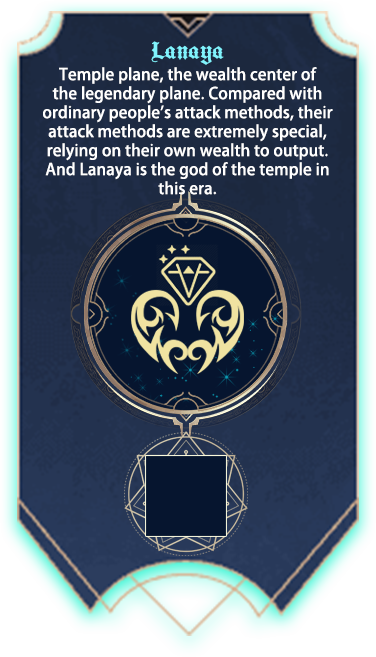 Lanaya
Temple plane, the wealth center of
the legendary plane. Compared with
ordinary people's attack methods, their
attack methods are extremely special,
relying on their own wealth to output.
And Lanaya is the god of the temple in
this era.